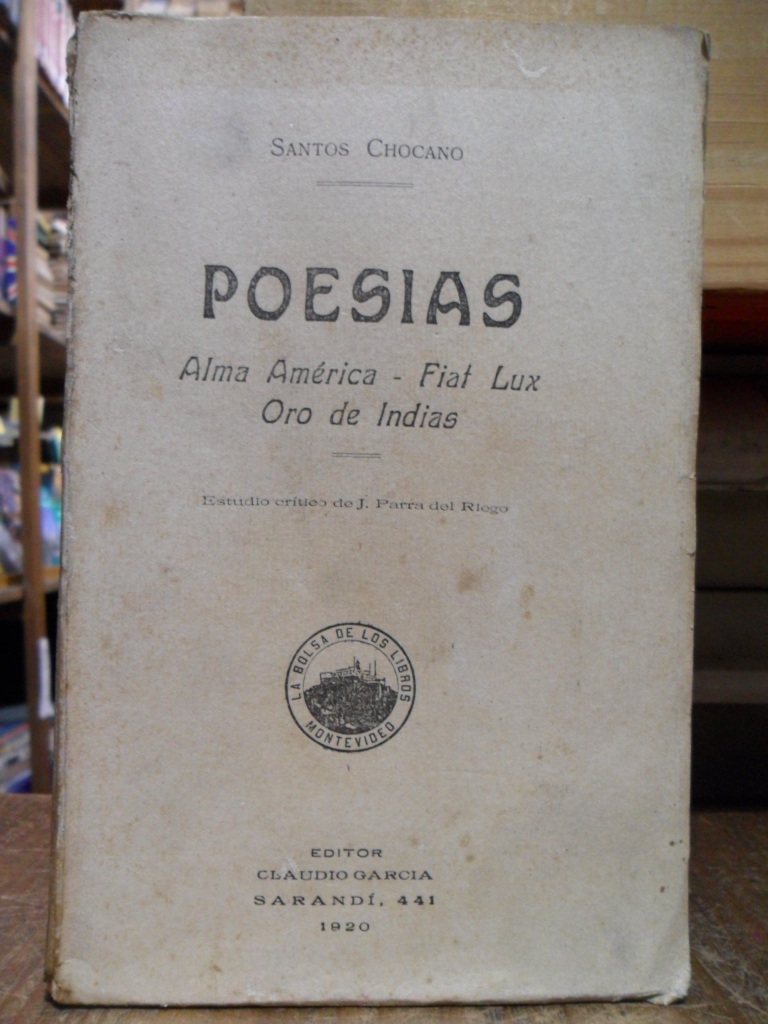 SANTOS CHOCANO
POESIAS
Alma América - Fiat Lux
Oro de Indias
Estudio crítico de J. Parra del Riego
LA BOLSA DE LOS LIBROS
MONTEVIDEO
EDITOR
CLAUDIO GARCIA
SARANDÍ, 441
1920